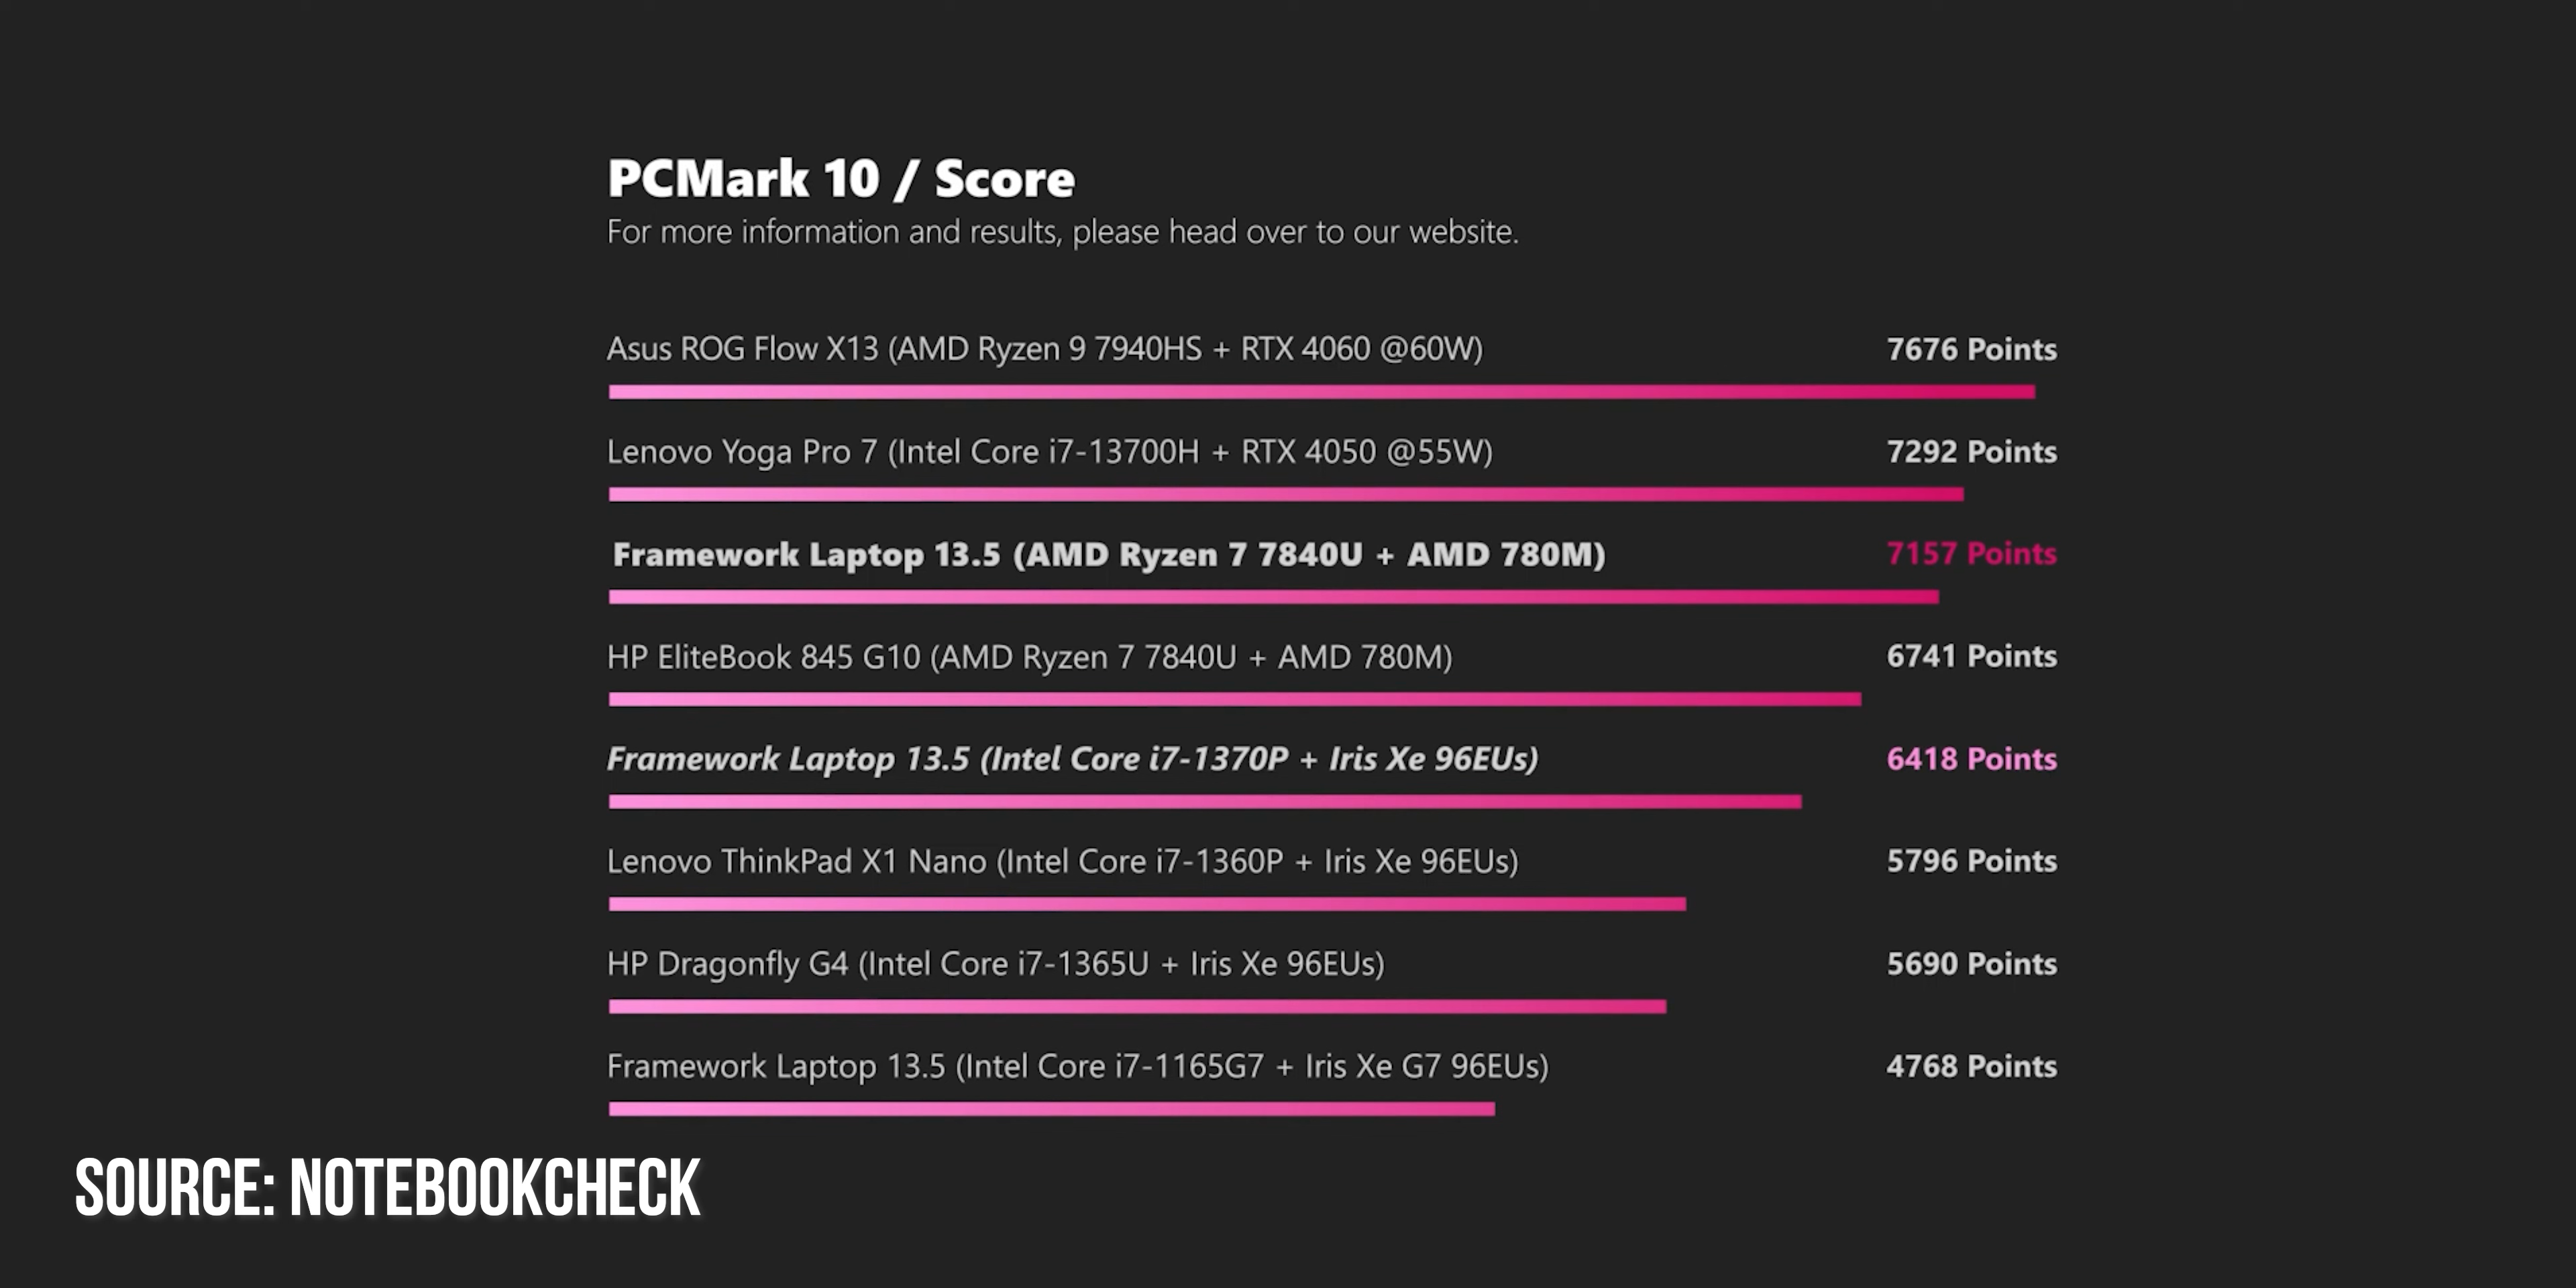 PCMark 10 / Score
For more information and results, please head over to our website.
Asus ROG Flow X13 (AMD Ryzen 9 7940HS + RTX 4060 @60W) 7676 Points
Lenovo Yoga Pro 7 (Intel Core i7-13700H + RTX 4050 @55W) 7292 Points
Framework Laptop 13.5 (AMD Ryzen 7 7840U + AMD 780M) 7157 Points
HP EliteBook 845 G10 (AMD Ryzen 7 7840U + AMD 780M) 6741 Points
Framework Laptop 13.5 (Intel Core i7-1370P + Iris Xe 96EUs) 6418 Points
Lenovo ThinkPad X1 Nano (Intel Core i7-1360P + Iris Xe 96EUs) 5796 Points
HP Dragonfly G4 (Intel Core i7-1365U + Iris Xe 96EUs) 5690 Points
Framework Laptop 13.5 (Intel Core i7-1165G7 + Iris Xe G7 96EUs) 4768 Points
SOURCE: NOTEBOOKCHECK